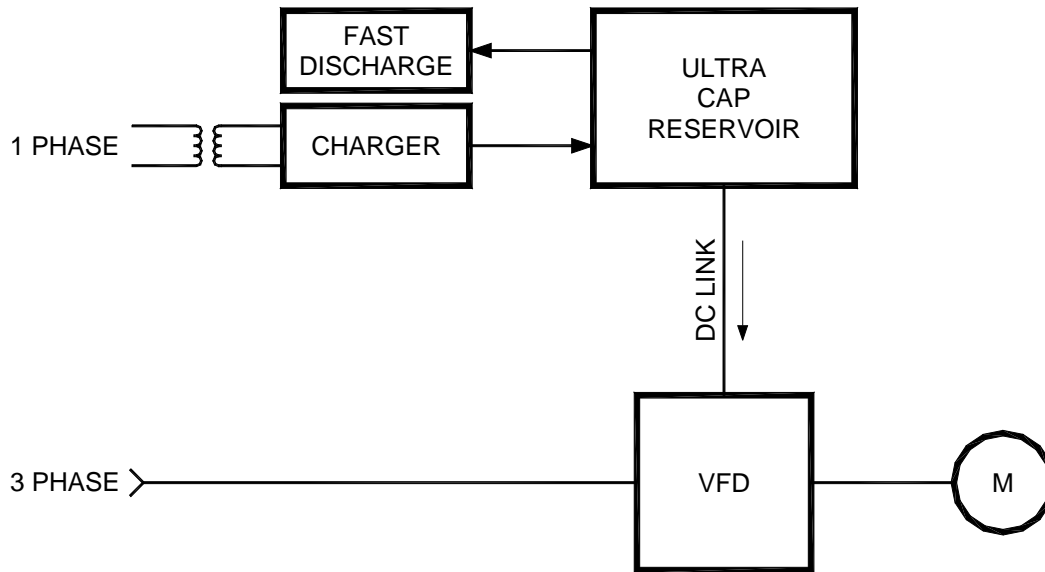 FAST
DISCHARGE
ULTRA
CAP
RESERVOIR
1 PHASE
CHARGER
DC LINK
3 PHASE
VFD
M